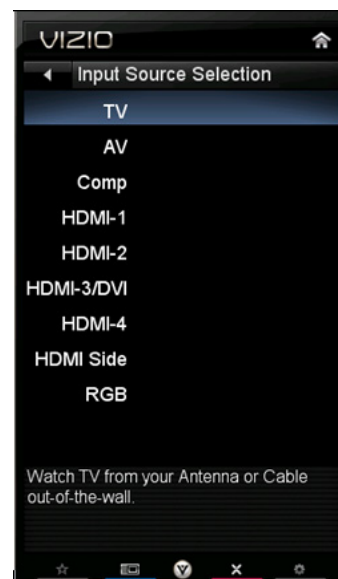 VIZIO
Input Source Selection
TV
AV
Comp
HDMI-1
HDMI-2
HDMI-3/DVI
HDMI-4
HDMI Side
RGB
Watch TV from your Antenna or Cable
out-of-the-wall.
V